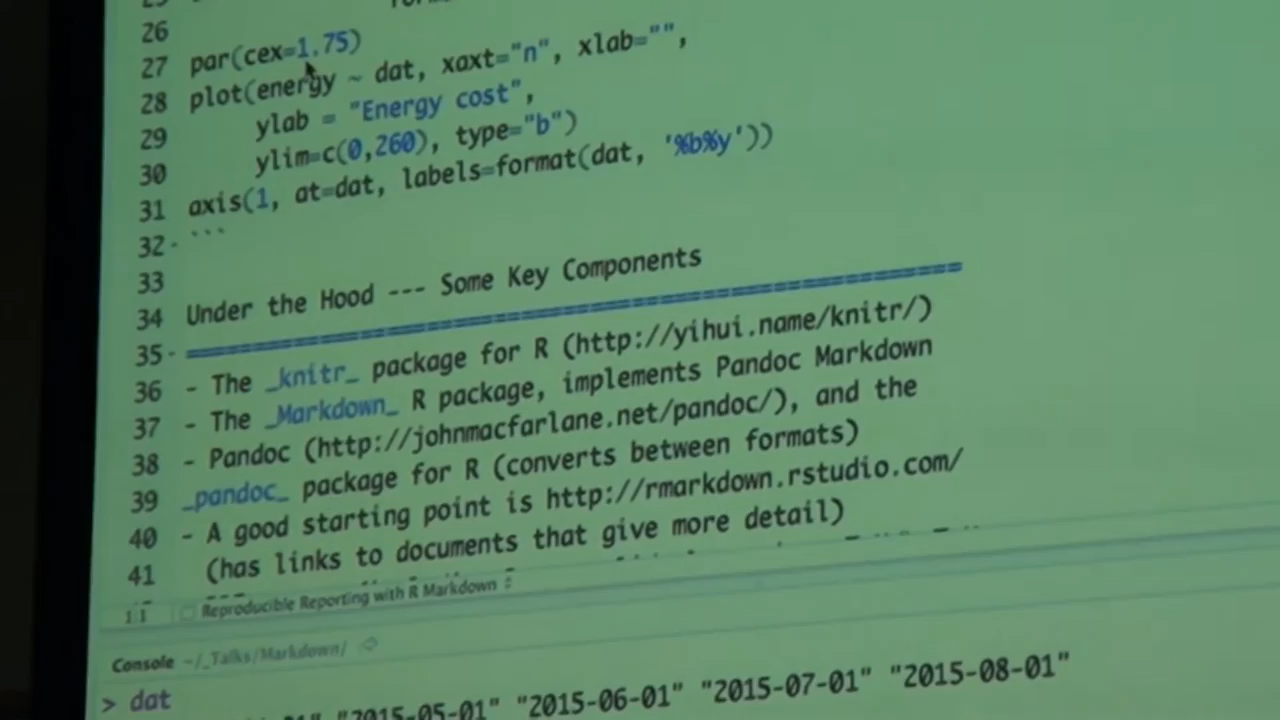 26
27 par(cex=1.75)
28 plot(energy ~ dat, xaxt="n", xlab="",
29 ylab = "Energy cost",
30 ylim=c(0,260), type="b")
31 axis(1, at=dat, labels=format(dat, '%b%y'))
32 ```
33
34 Under the Hood --- Some Key Components
35 ==================================================
36 - The _knitr_ package for R (http://yihui.name/knitr/)
37 - The _Markdown_ R package, implements Pandoc Markdown
38 - Pandoc (http://johnmacfarlane.net/pandoc/), and the
39 _pandoc_ package for R (converts between formats)
40 - A good starting point is http://rmarkdown.rstudio.com/
41 (has links to documents that give more detail)
1:1 Reproducible Reporting with R Markdown
Console ~/_Talks/Markdown/
> dat
"2015-05-01" "2015-06-01" "2015-07-01" "2015-08-01"